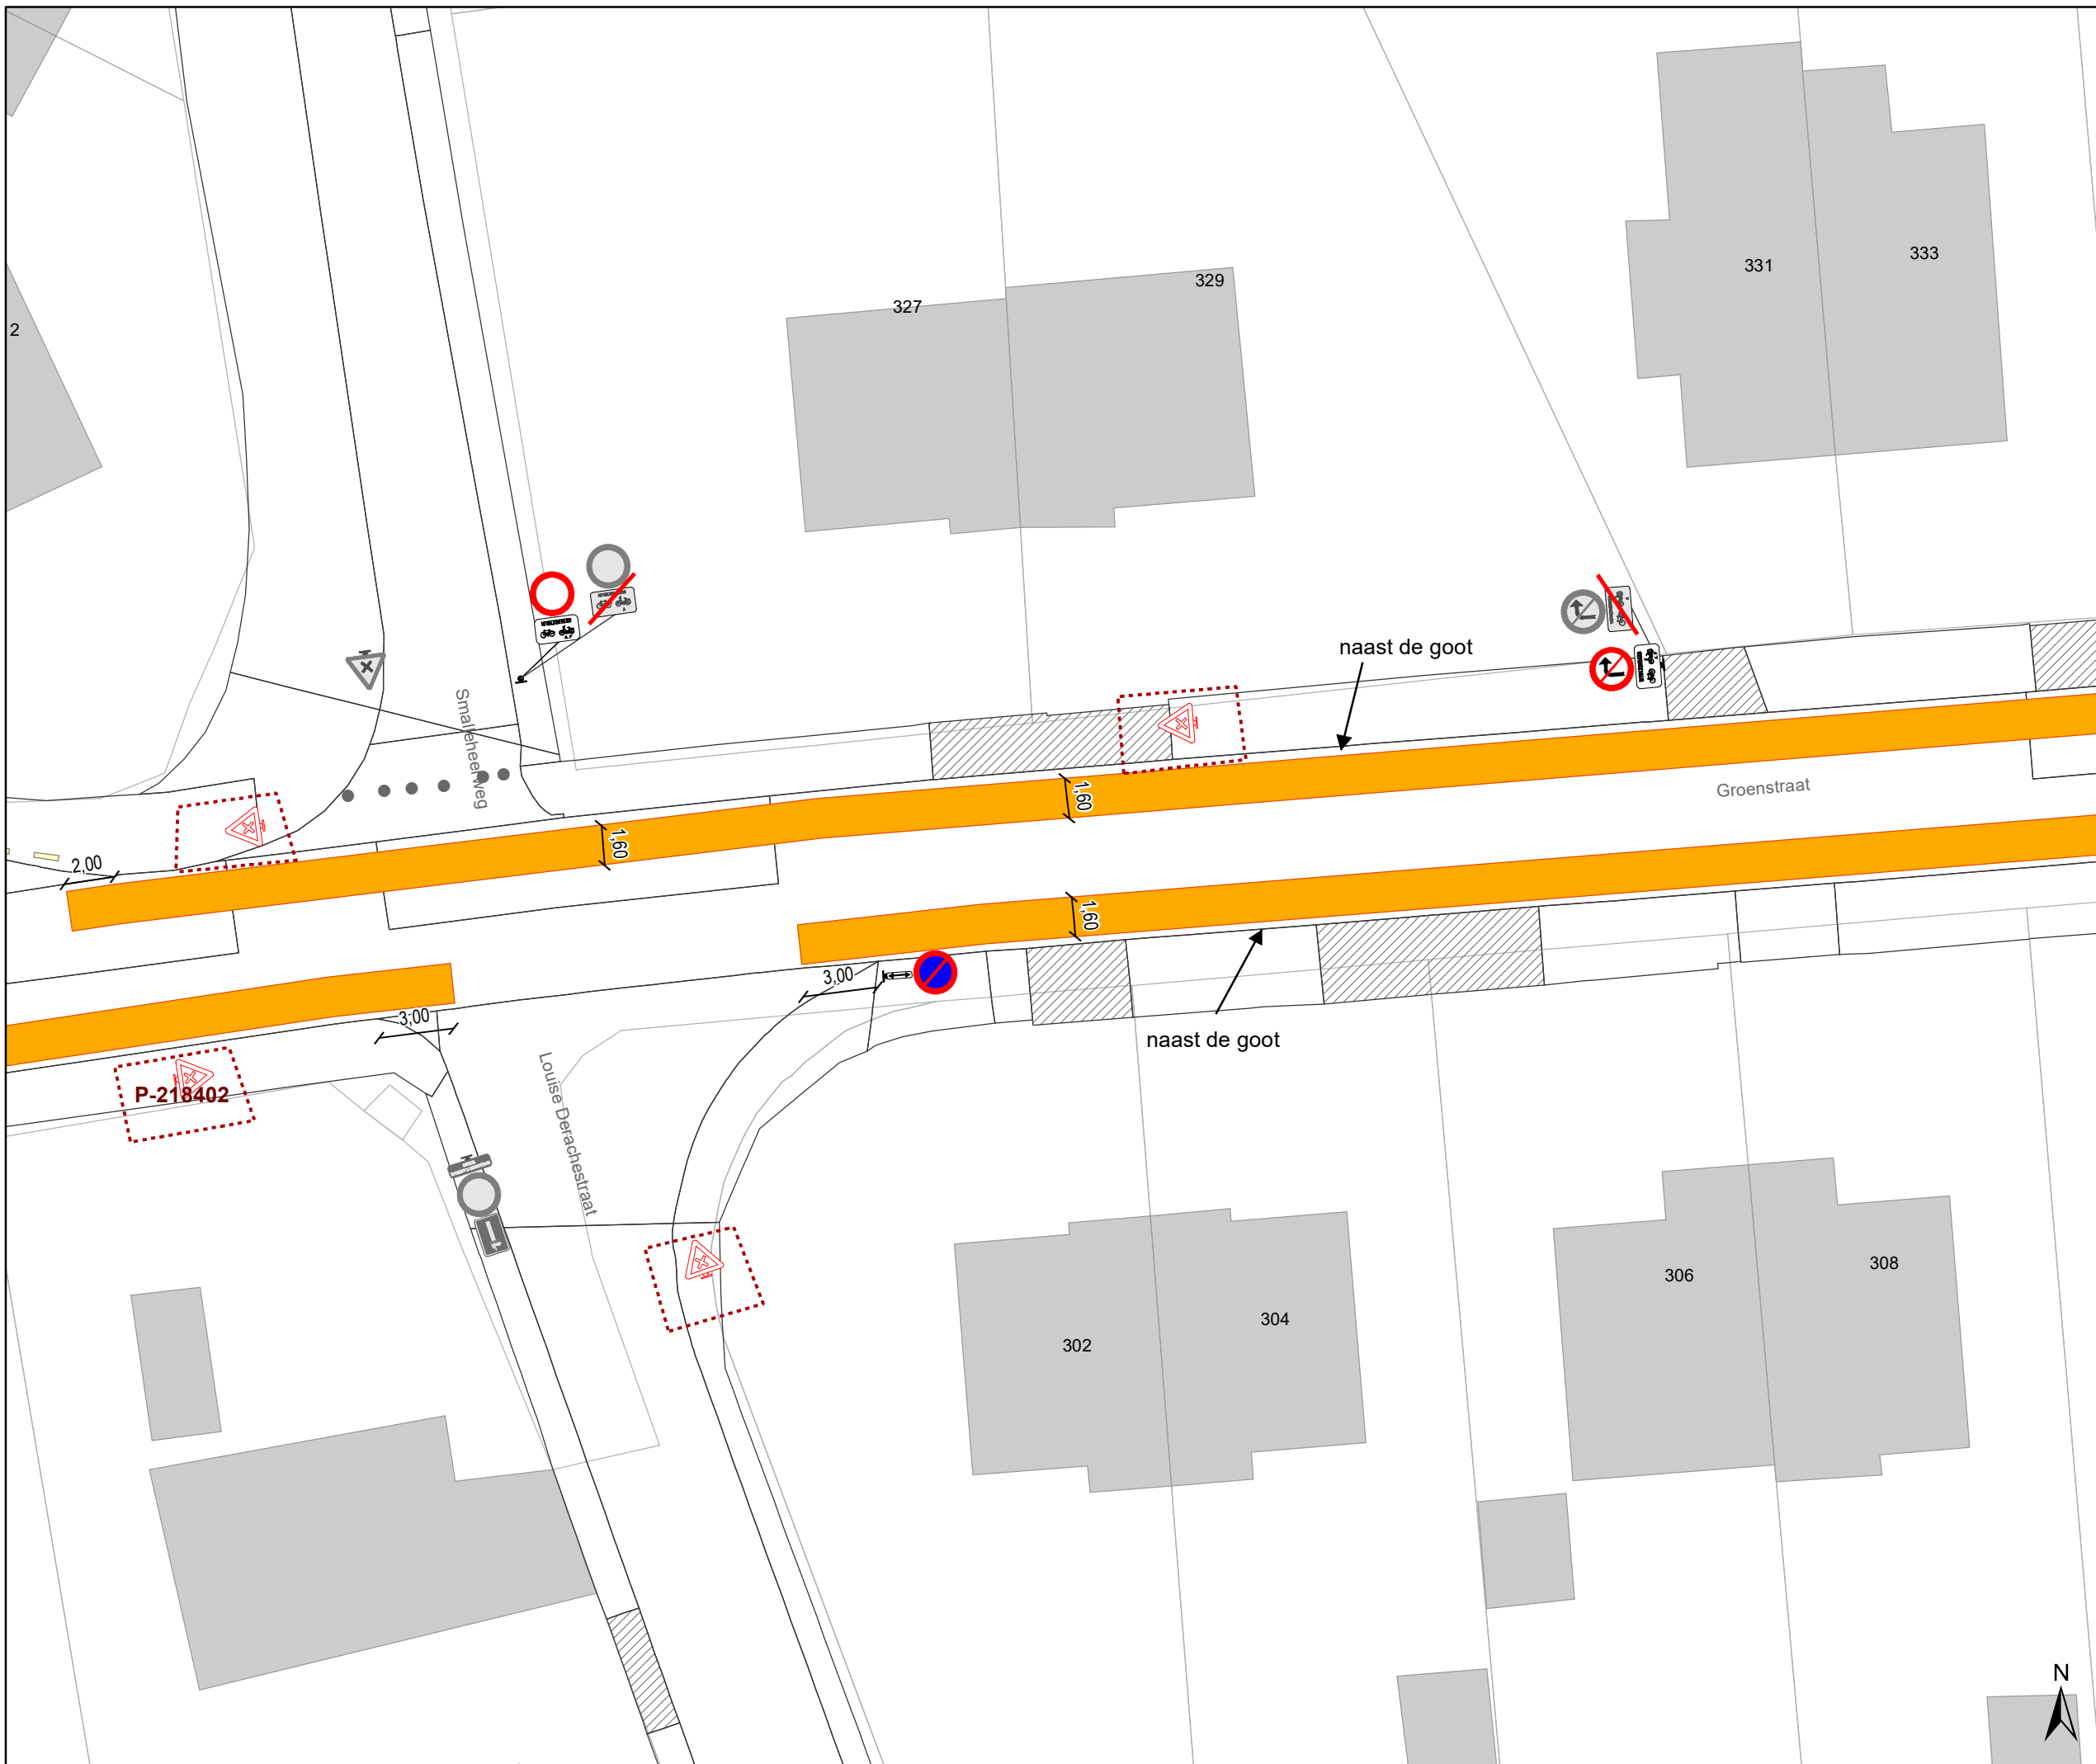 329
327
333
331
2
naast de goot
Smalleheerweg
Groenstraat
1,60
1,60
2,00
1,60
3,00
3,00
naast de goot
P-218402
Louise Derachestraat
306
308
304
302
N